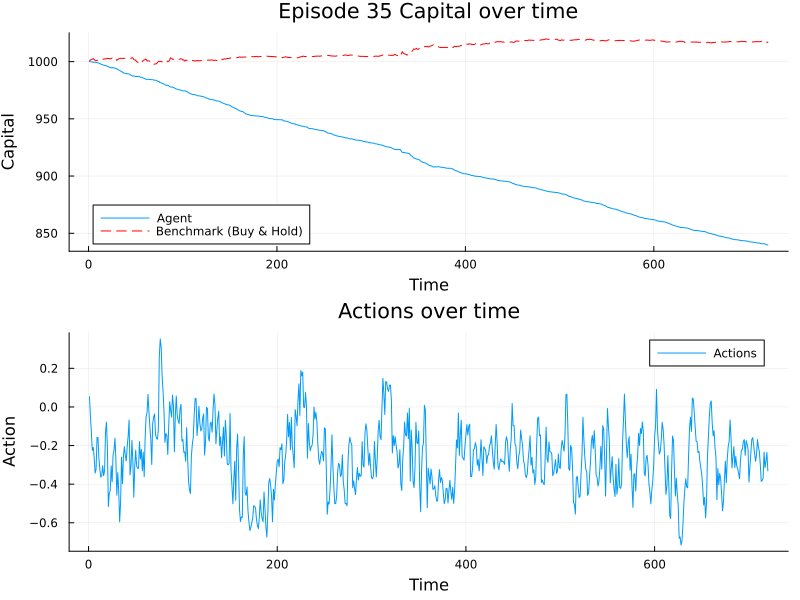 Episode 35 Capital over time
Capital
1000
950
900
850
Agent
Benchmark (Buy & Hold)
0 200 400 600
Time
Actions over time
Action
0.2
0.0
−0.2
−0.4
−0.6
Actions
0 200 400 600
Time